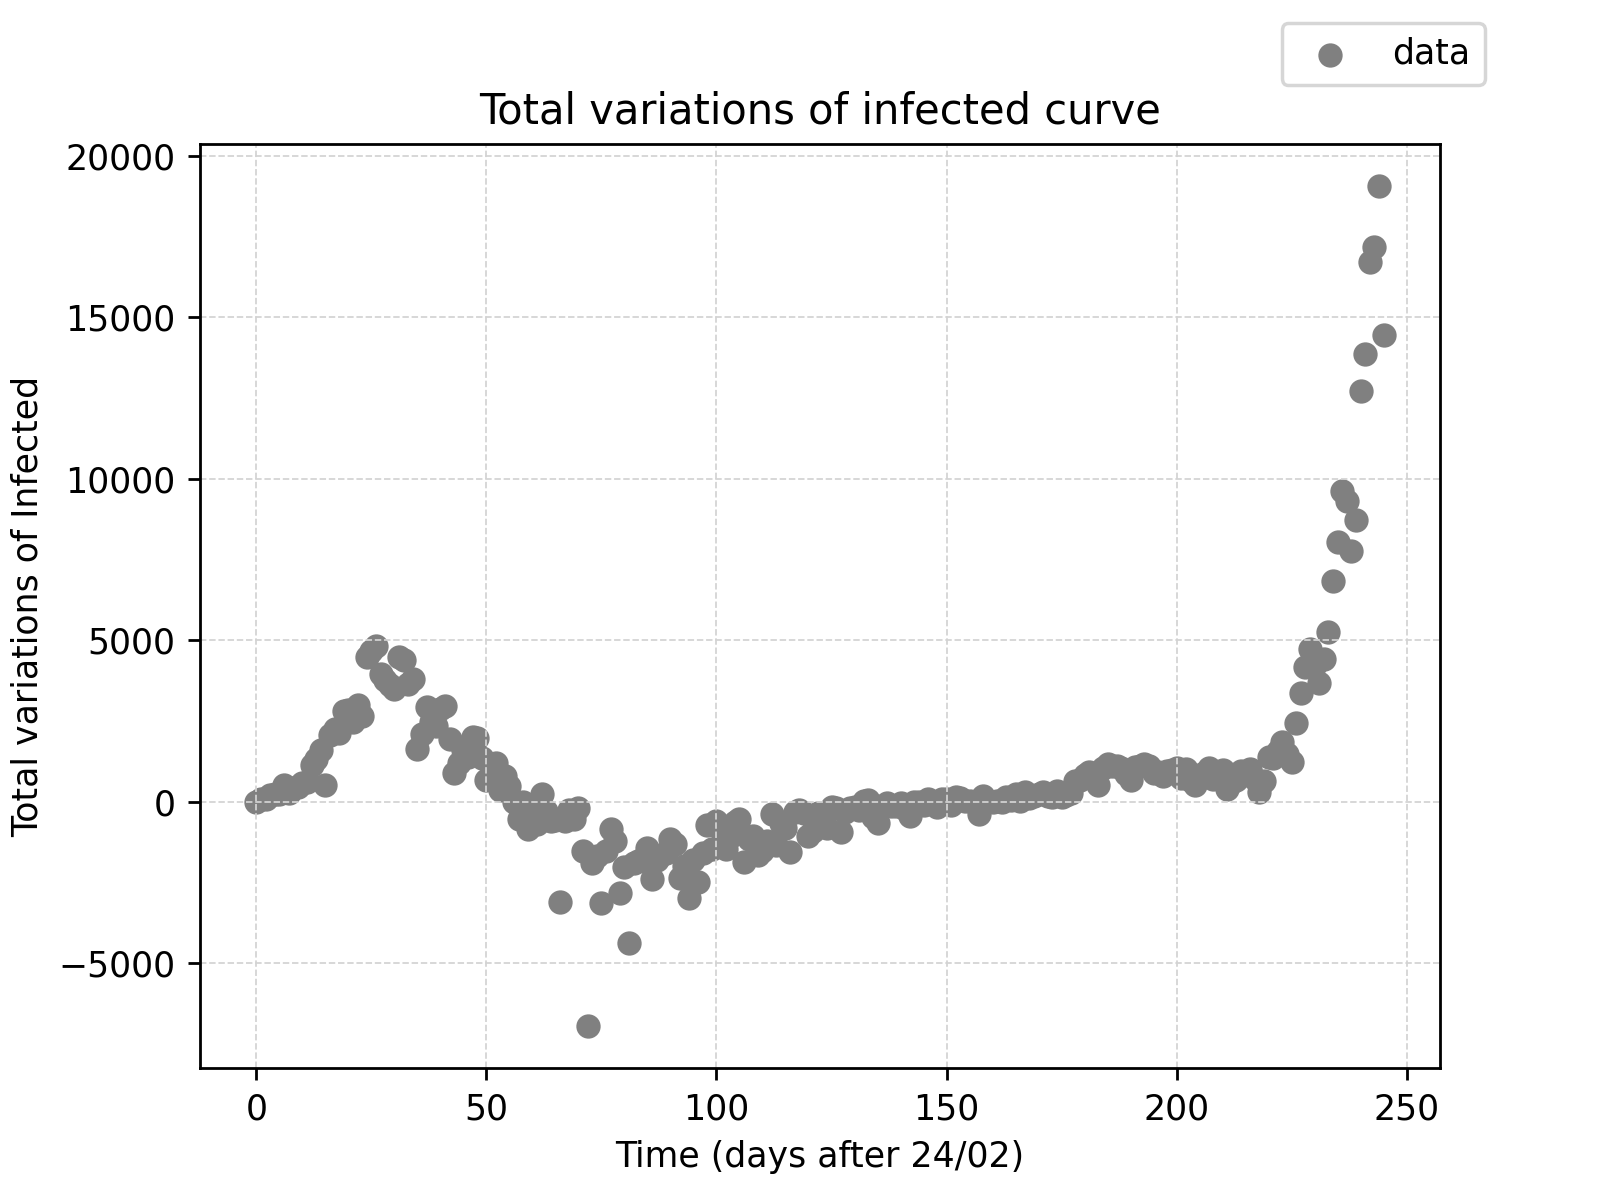 data
Total variations of infected curve
20000
15000
10000
5000
0
−5000
Total variations of Infected
0 50 100 150 200 250
Time (days after 24/02)